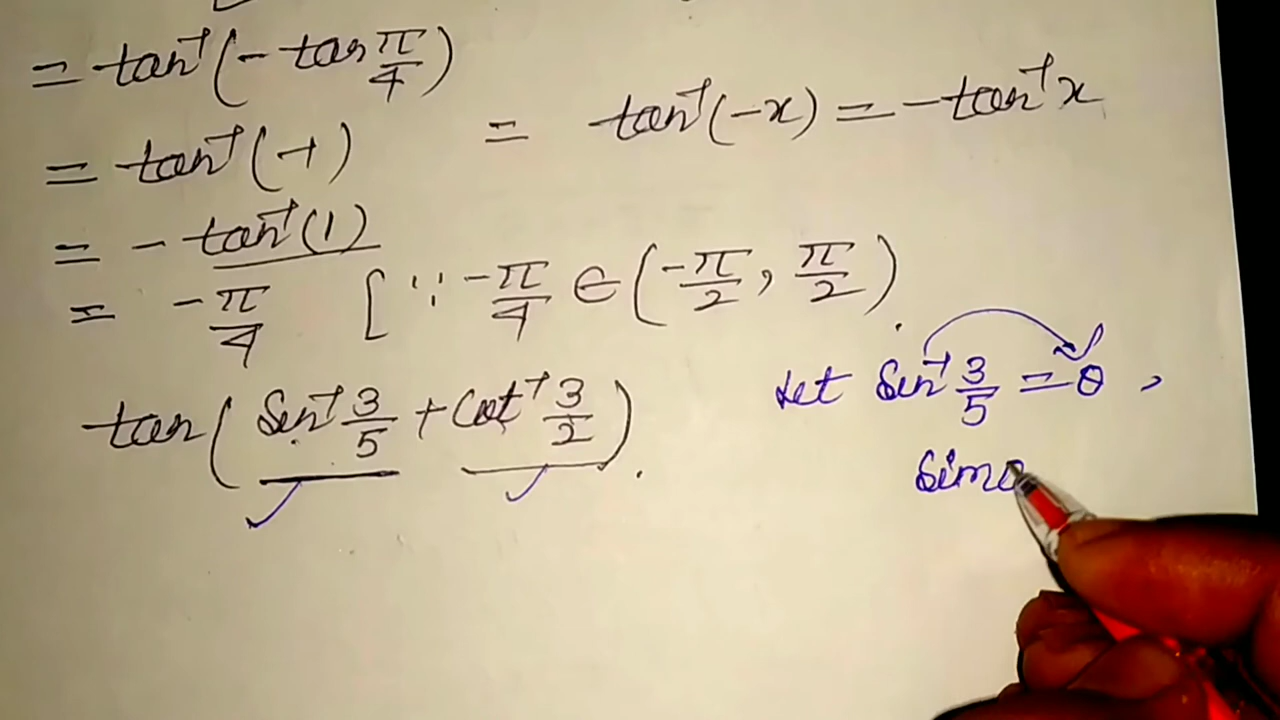 = tan⁻¹(- tan π/4)
= tan⁻¹(-1) = tan⁻¹(-x) = - tan⁻¹x
= - tan⁻¹(1)
= -π/4 [∵ -π/4 ∈ (-π/2, π/2).
tan(Sin⁻¹ 3/5 + Cot⁻¹ 3/2).
Let Sin⁻¹ 3/5 = θ,
Sinθ